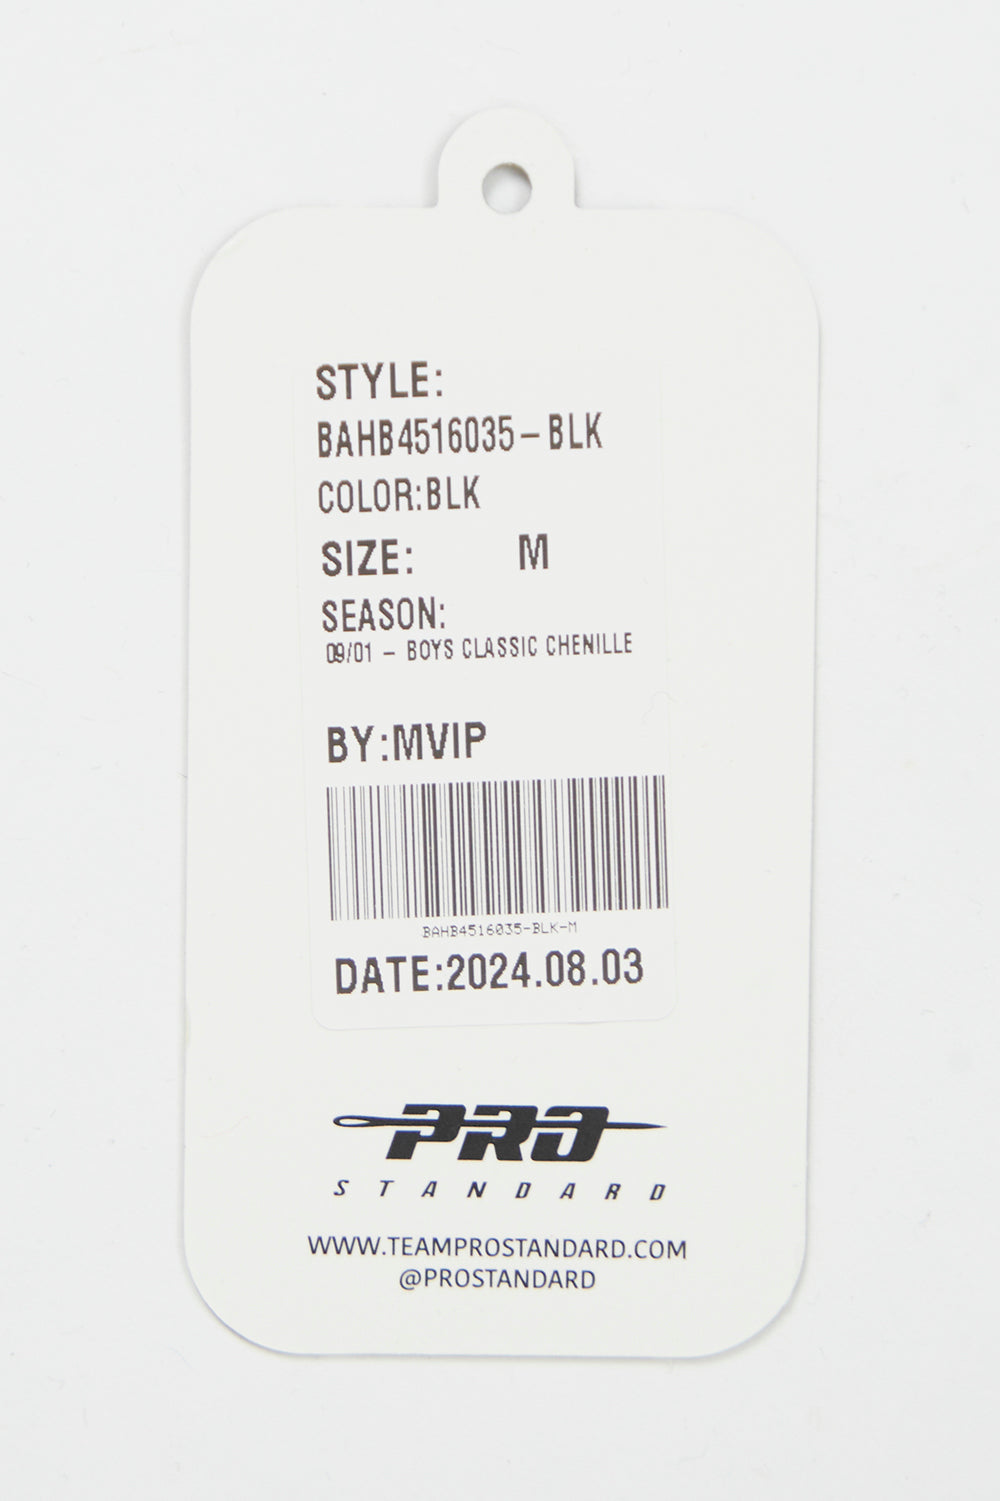 STYLE:
BAHB4516035-BLK
COLOR:BLK
SIZE: M
SEASON:
09/01 - BOYS CLASSIC CHENILLE
BY:MVIP
BAHB4516035-BLK-M
DATE:2024.08.03
PRO
STANDARD
WWW.TEAMPROSTANDARD.COM
@PROSTANDARD